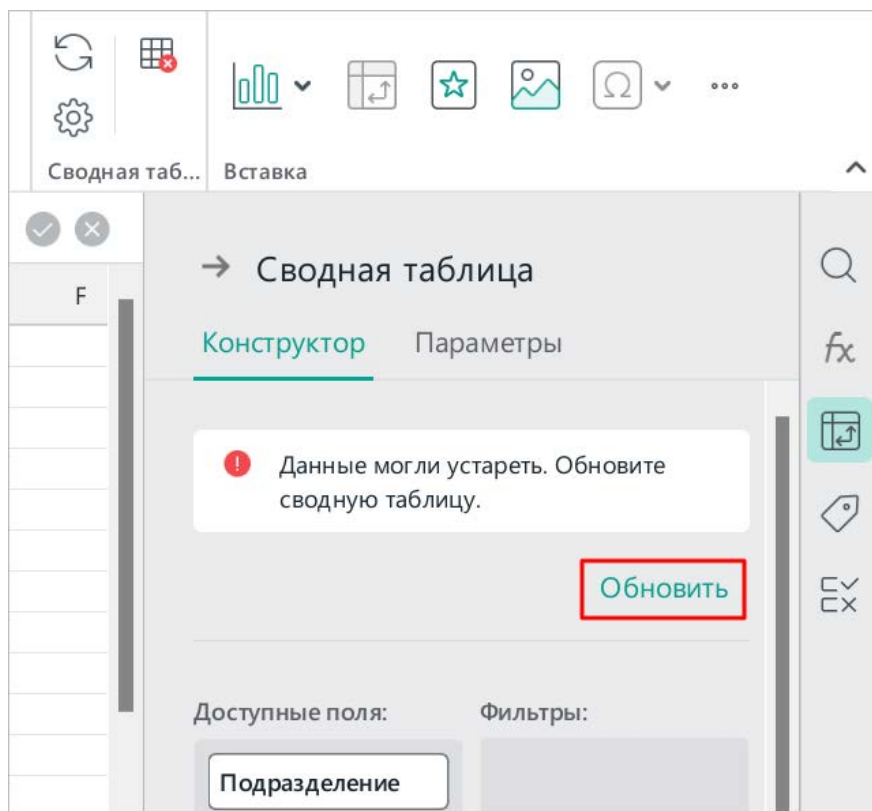 Сводная таб...
Вставка
F
Сводная таблица
Конструктор Параметры
Данные могли устареть. Обновите
сводную таблицу.
Обновить
Доступные поля: Фильтры:
Подразделение